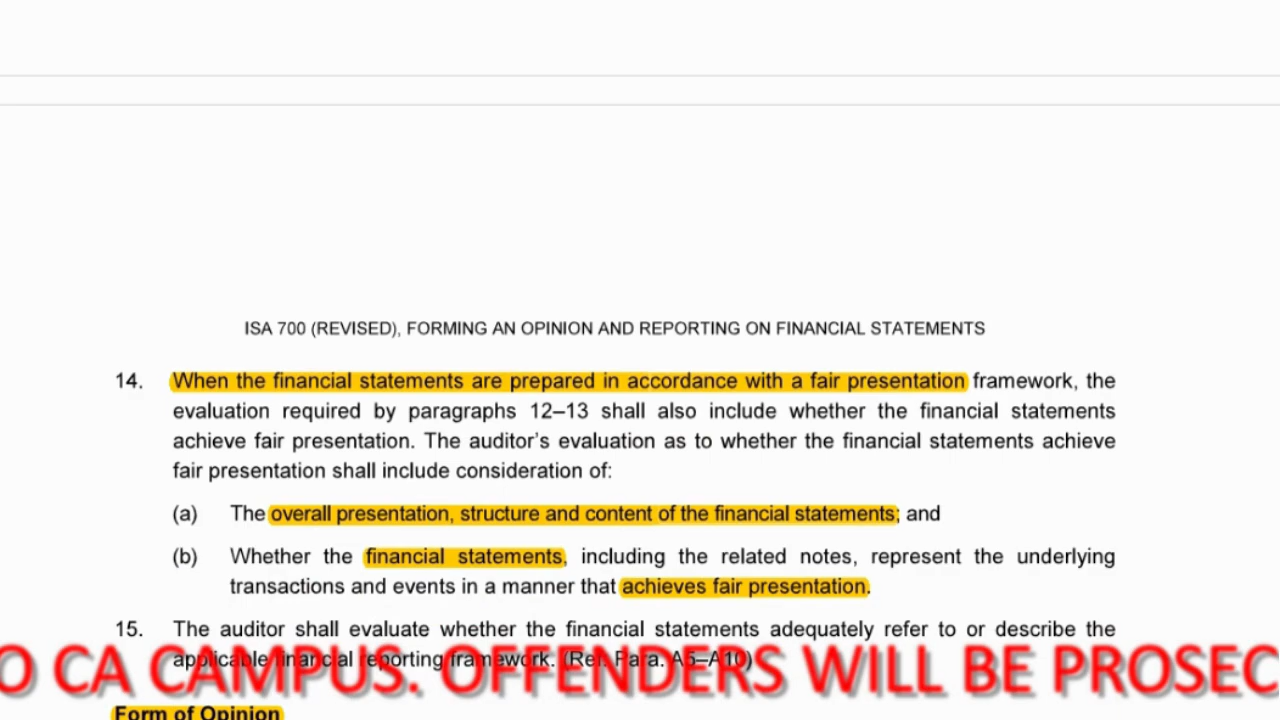 ISA 700 (REVISED), FORMING AN OPINION AND REPORTING ON FINANCIAL STATEMENTS
14. When the financial statements are prepared in accordance with a fair presentation framework, the
evaluation required by paragraphs 12–13 shall also include whether the financial statements
achieve fair presentation. The auditor's evaluation as to whether the financial statements achieve
fair presentation shall include consideration of:
(a) The overall presentation, structure and content of the financial statements; and
(b) Whether the financial statements, including the related notes, represent the underlying
transactions and events in a manner that achieves fair presentation.
15. The auditor shall evaluate whether the financial statements adequately refer to or describe the
applicable financial reporting framework. (Ref. Para. A5–A10)
O CA CAMPUS. OFFENDERS WILL BE PROSEC
Form of Opinion